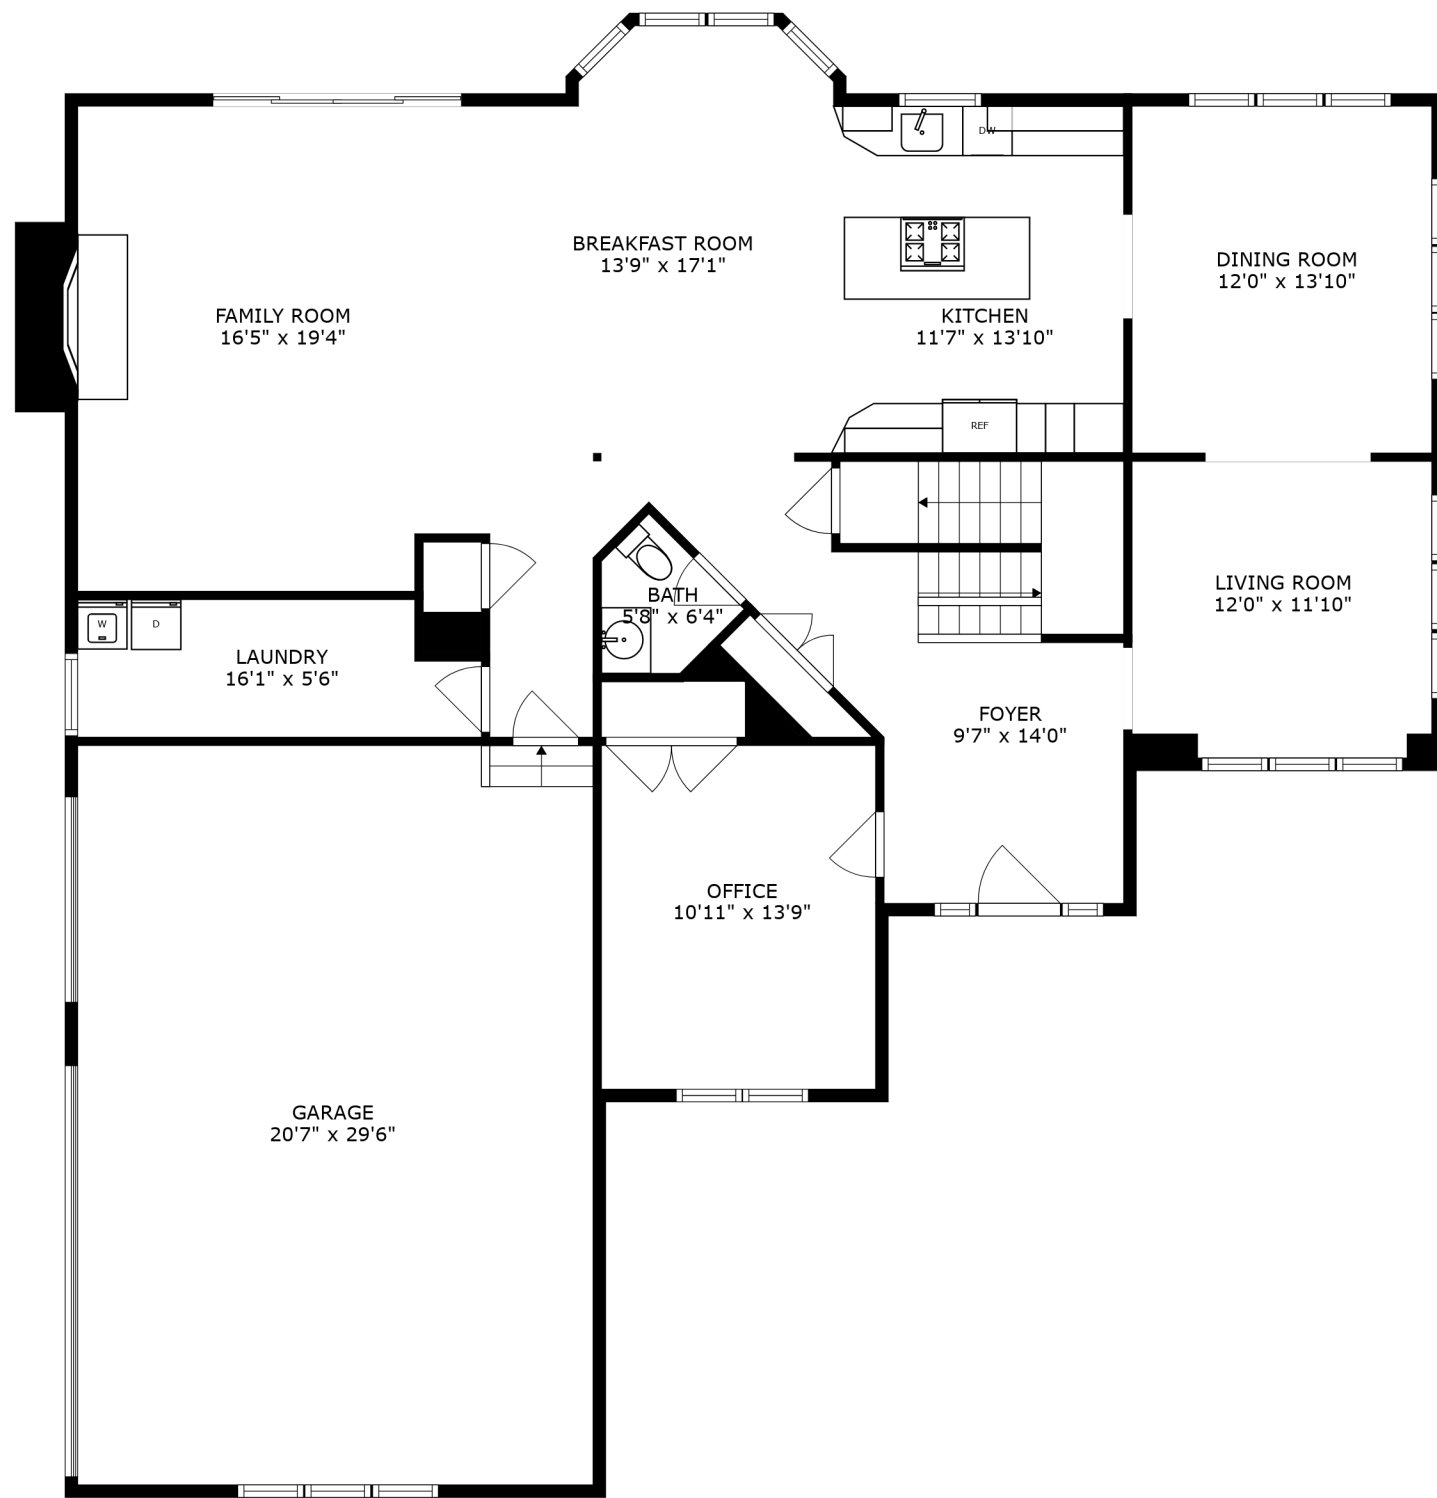 DW
BREAKFAST ROOM
13'9" x 17'1"
DINING ROOM
12'0" x 13'10"
FAMILY ROOM
16'5" x 19'4"
KITCHEN
11'7" x 13'10"
REF
LIVING ROOM
12'0" x 11'10"
BATH
5'8" x 6'4"
W
D
LAUNDRY
16'1" x 5'6"
FOYER
9'7" x 14'0"
OFFICE
10'11" x 13'9"
GARAGE
20'7" x 29'6"